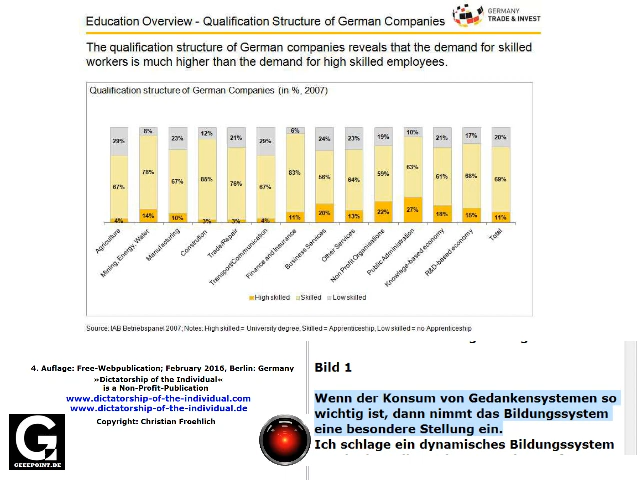 Education Overview - Qualification Structure of German Companies
GERMANY
TRADE & INVEST
The qualification structure of German companies reveals that the demand for skilled
workers is much higher than the demand for high skilled employees.
Qualification structure of German Companies (in %, 2007)
29% 8% 23% 12% 21% 29% 6% 24% 23% 19% 10% 21% 17% 20%
67% 78% 67% 85% 76% 67% 83% 56% 64% 59% 63% 61% 68% 69%
4% 14% 10% 3% 3% 4% 11% 20% 13% 22% 27% 18% 15% 11%
Agriculture
Mining, Energy, Water
Manufacturing
Constrution
Trade/Repair
Transport/Communication
Finance and Insurance
Business Services
Other Services
Non Profit Organisations
Public Administration
Knowlegde-based economy
R&D-based economy
Total
High skilled Skilled Low skilled
Source: IAB Betriebspanel 2007; Notes: High skilled = University degree, Skilled = Apprenticeship, Low skilled = no Apprenticeship
4. Auflage: Free-Webpublication; February 2016, Berlin: Germany
»Dictatorship of the Individual«
is a Non-Profit-Publication
www.dictatorship-of-the-individual.com
www.dictatorship-of-the-individual.de
Copyright: Christian Froehlich
G
GEEEPOINT.DE
Bild 1
Wenn der Konsum von Gedankensystemen so
wichtig ist, dann nimmt das Bildungssystem
eine besondere Stellung ein.
Ich schlage ein dynamisches Bildungssystem